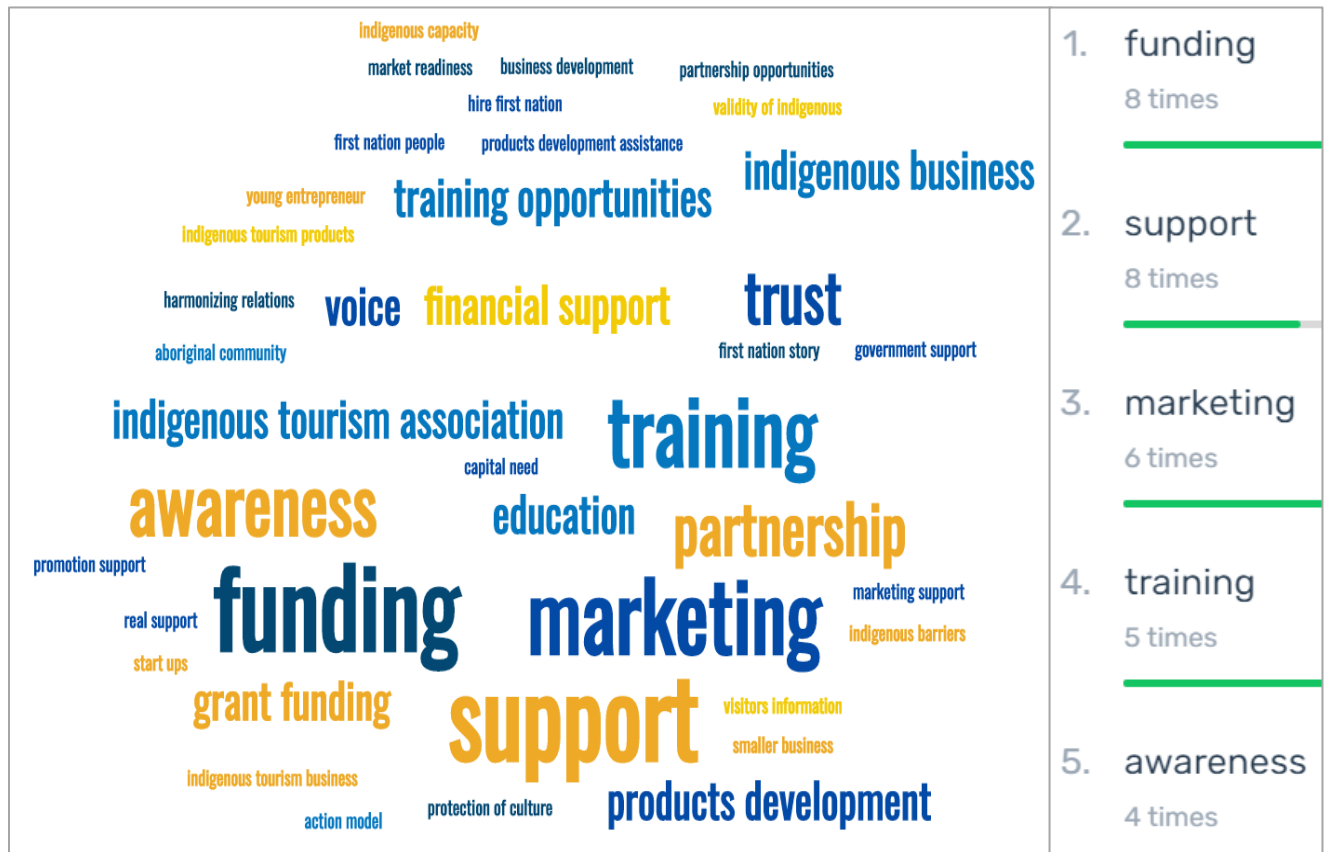 indigenous capacity
market readiness
business development
partnership opportunities
hire first nation
validity of indigenous
first nation people
products development assistance
indigenous business
young entrepreneur
training opportunities
indigenous tourism products
harmonizing relations
voice
financial support
trust
aboriginal community
first nation story
government support
indigenous tourism association
training
capital need
awareness
education
partnership
promotion support
funding
marketing
marketing support
real support
indigenous barriers
start ups
grant funding
support
visitors information
smaller business
indigenous tourism business
protection of culture
products development
action model
1. funding
8 times
2. support
8 times
3. marketing
6 times
4. training
5 times
5. awareness
4 times